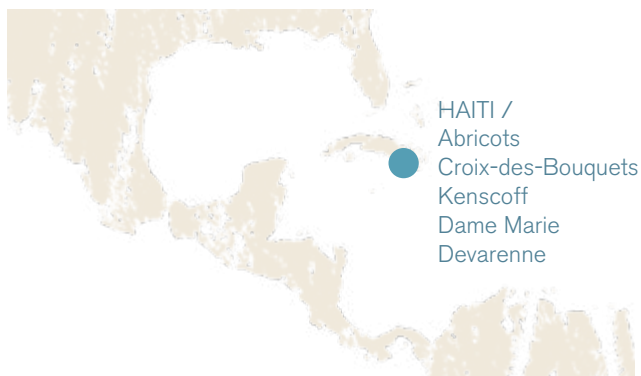 HAITI /
Abricots
Croix-des-Bouquets
Kenscoff
Dame Marie
Devarenne